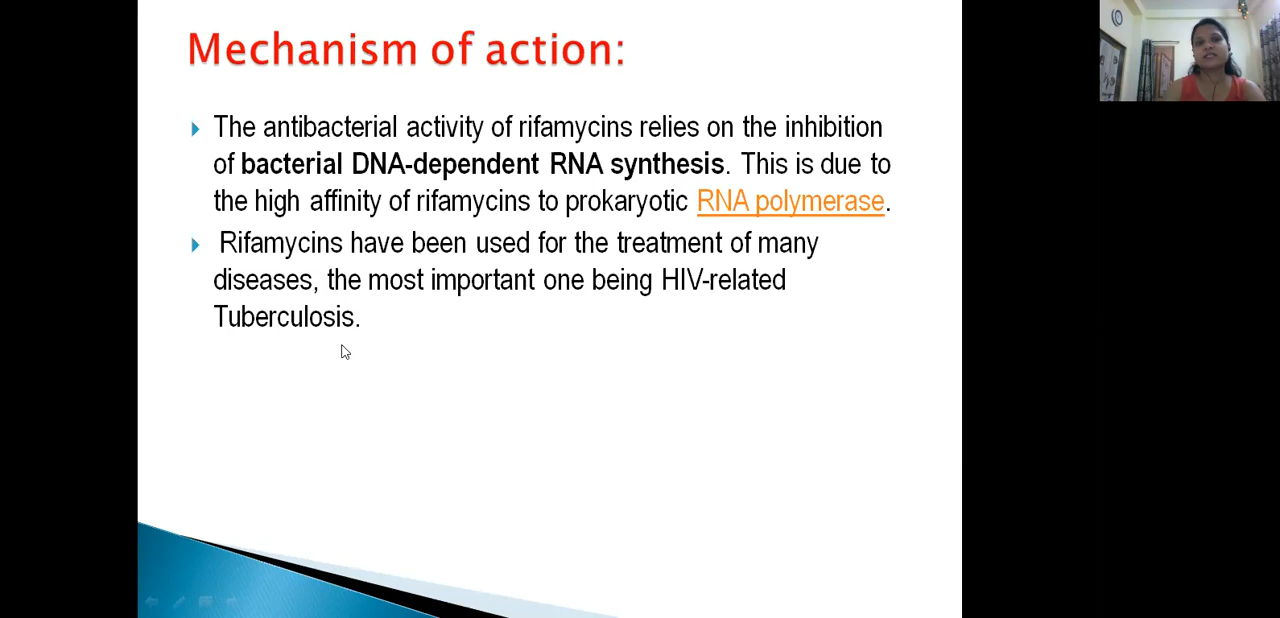 Mechanism of action:
The antibacterial activity of rifamycins relies on the inhibition
of bacterial DNA-dependent RNA synthesis. This is due to
the high affinity of rifamycins to prokaryotic RNA polymerase.
Rifamycins have been used for the treatment of many
diseases, the most important one being HIV-related
Tuberculosis.